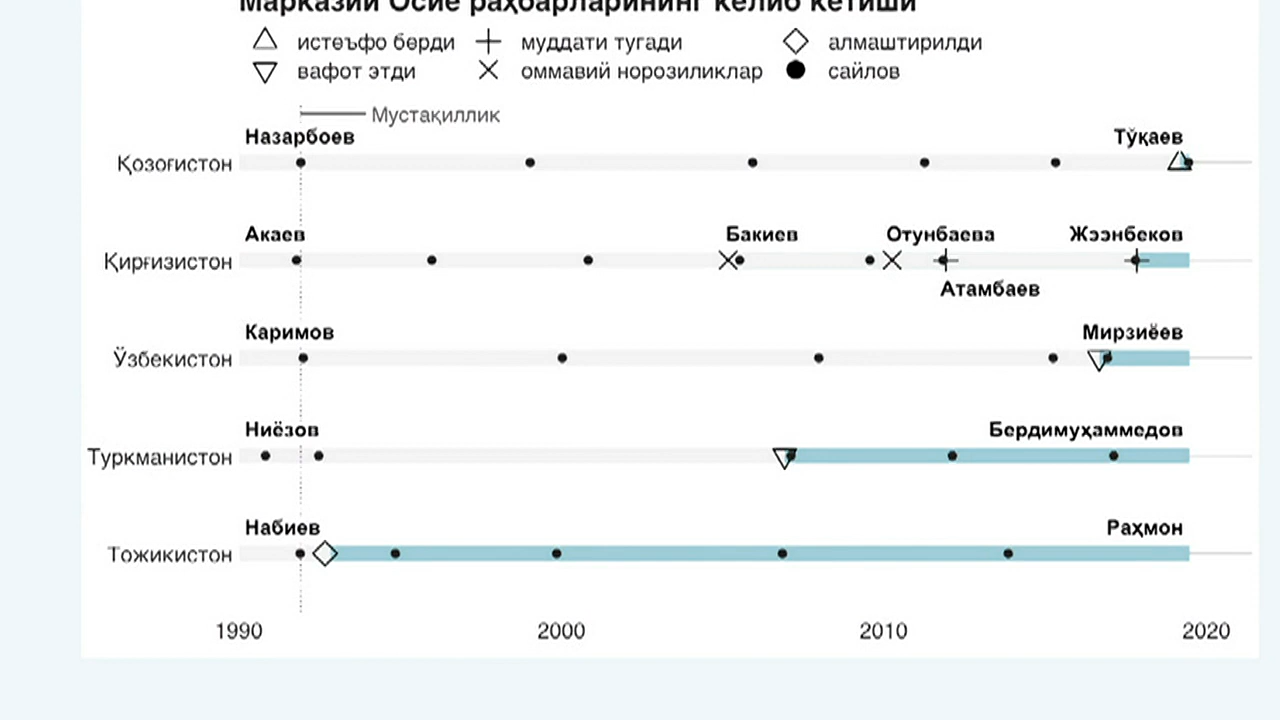 Марказий Осиё раҳбарларининг келиб кетиши
истеъфо берди муддати тугади алмаштирилди
вафот этди оммавий норозиликлар сайлов
Мустақиллик
Назарбоев Тўқаев
Қозоғистон
Акаев Бакиев Отунбаева Жээнбеков
Қирғизистон
Атамбаев
Каримов Мирзиёев
Ўзбекистон
Ниёзов Бердимуҳаммедов
Туркманистон
Набиев Раҳмон
Тожикистон
1990 2000 2010 2020